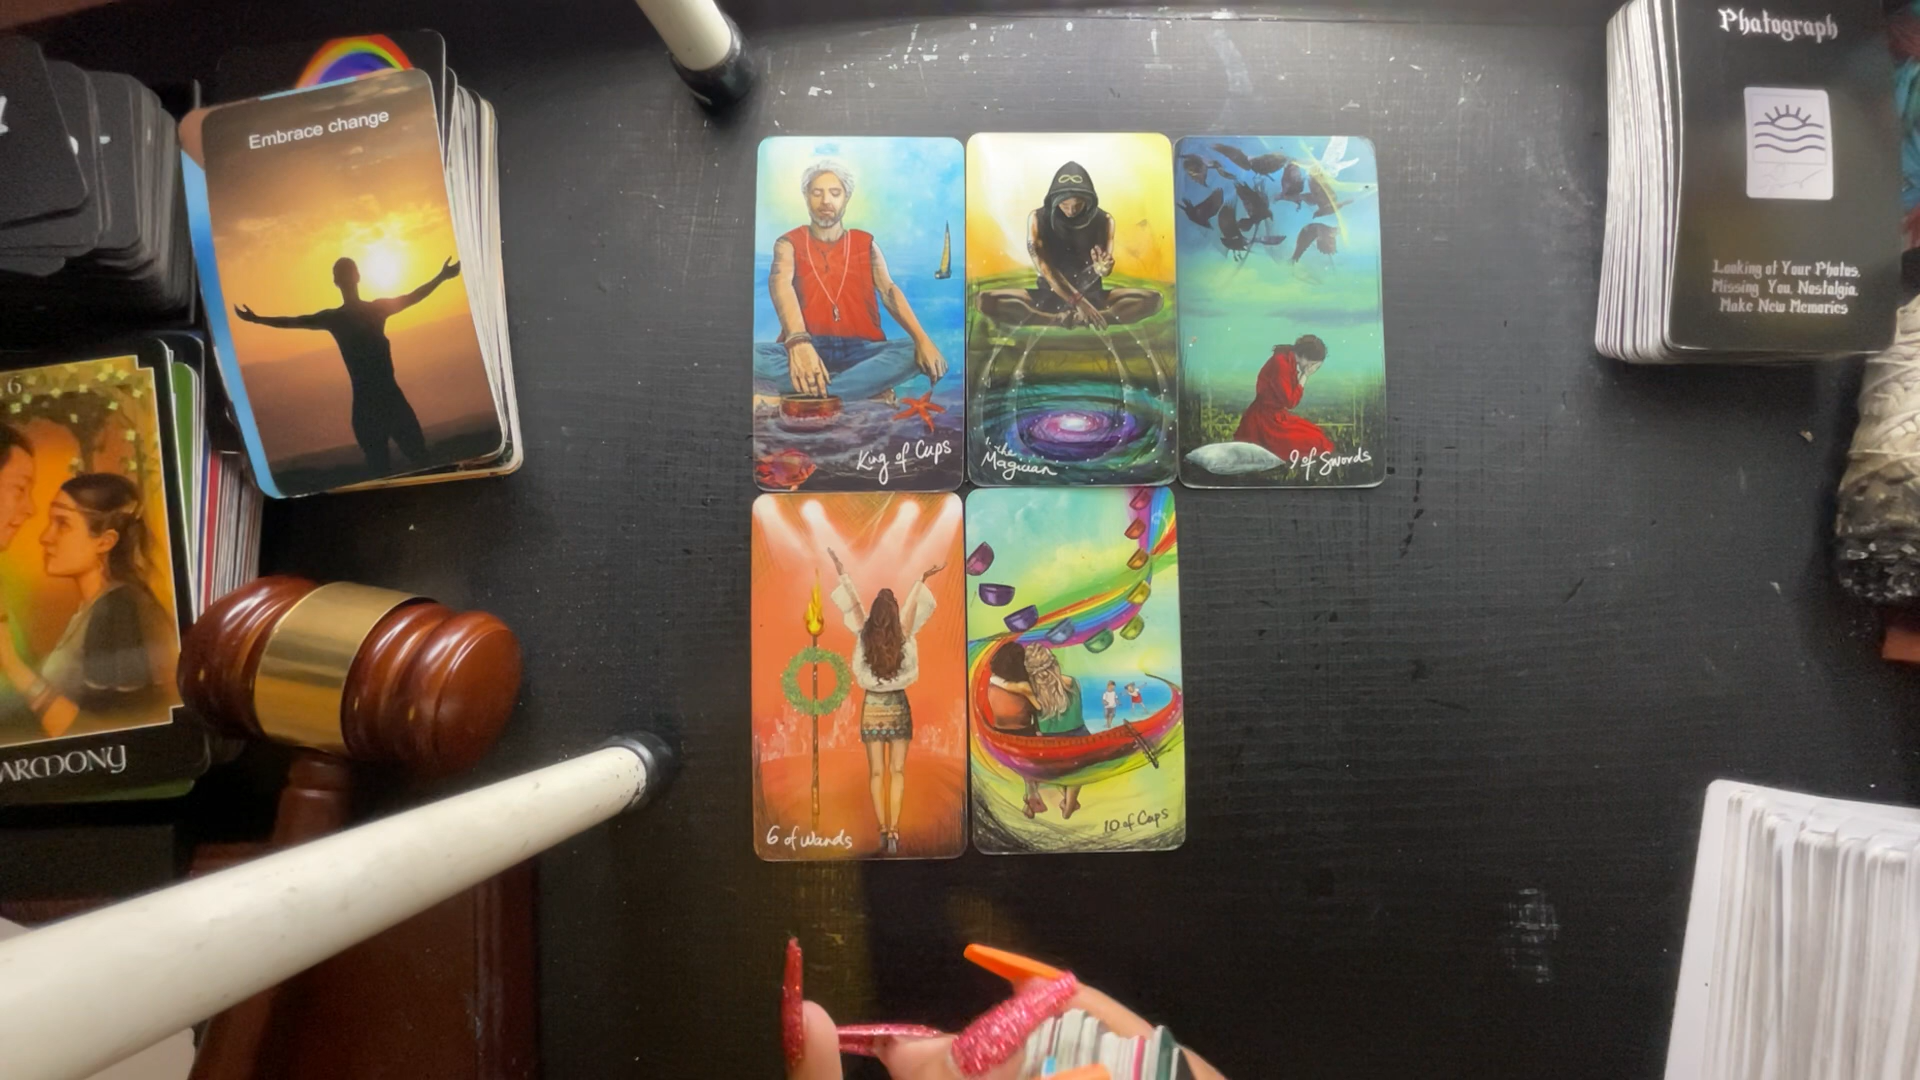 Embrace change
Photograph
Looking at Your Photos,
Missing You, Nostalgia,
Make New Memories
King of Cups
the
Magician
9 of Swords
6
6 of Wands
10 of Cups